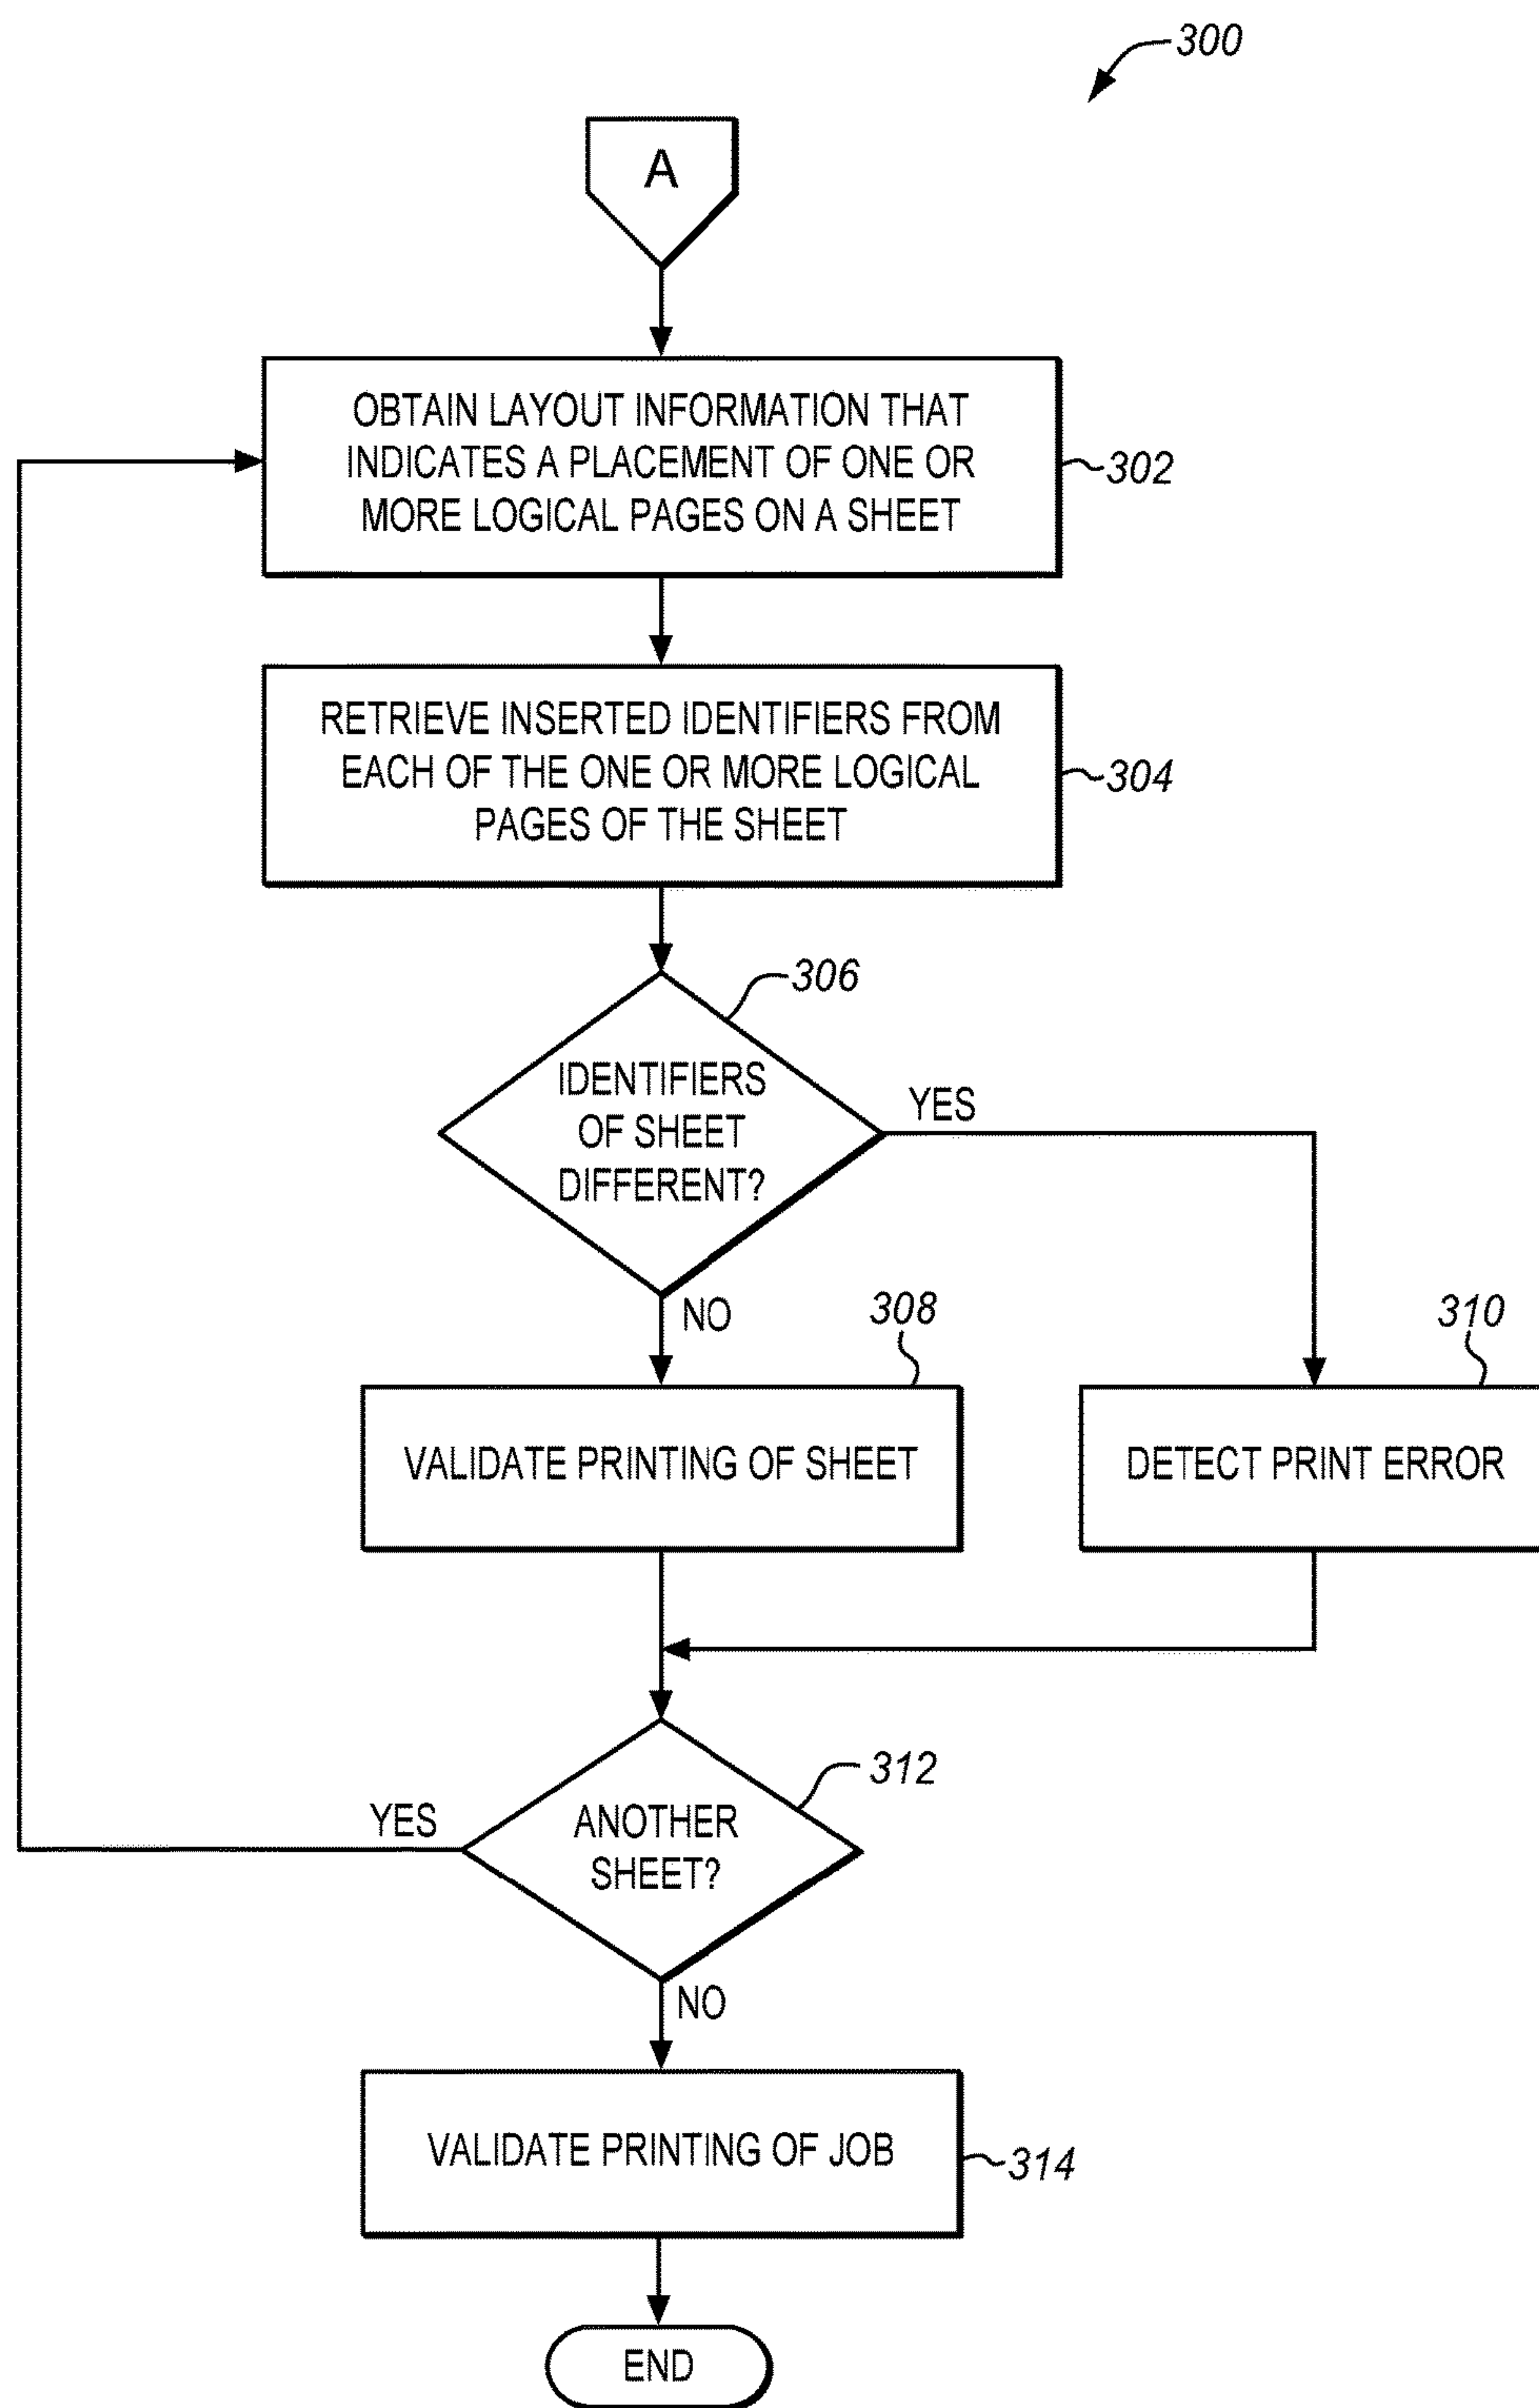 300
A
OBTAIN LAYOUT INFORMATION THAT
INDICATES A PLACEMENT OF ONE OR
MORE LOGICAL PAGES ON A SHEET
302
RETRIEVE INSERTED IDENTIFIERS FROM
EACH OF THE ONE OR MORE LOGICAL
PAGES OF THE SHEET
304
306
IDENTIFIERS
OF SHEET
DIFFERENT?
YES
NO
308
310
VALIDATE PRINTING OF SHEET
DETECT PRINT ERROR
312
YES
ANOTHER
SHEET?
NO
VALIDATE PRINTING OF JOB
314
END